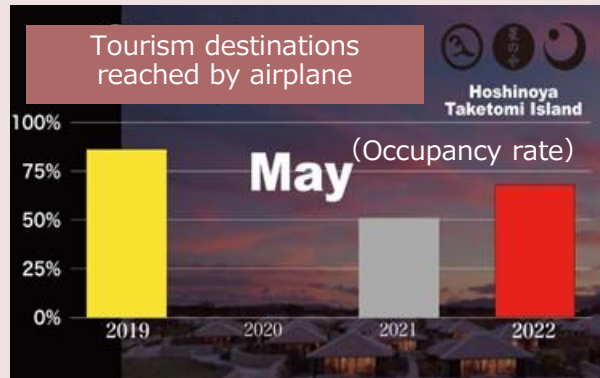 Tourism destinations
reached by airplane
Hoshinoya
Taketomi Island
(Occupancy rate)
May
100%
75%
50%
25%
0%
2019
2020
2021
2022